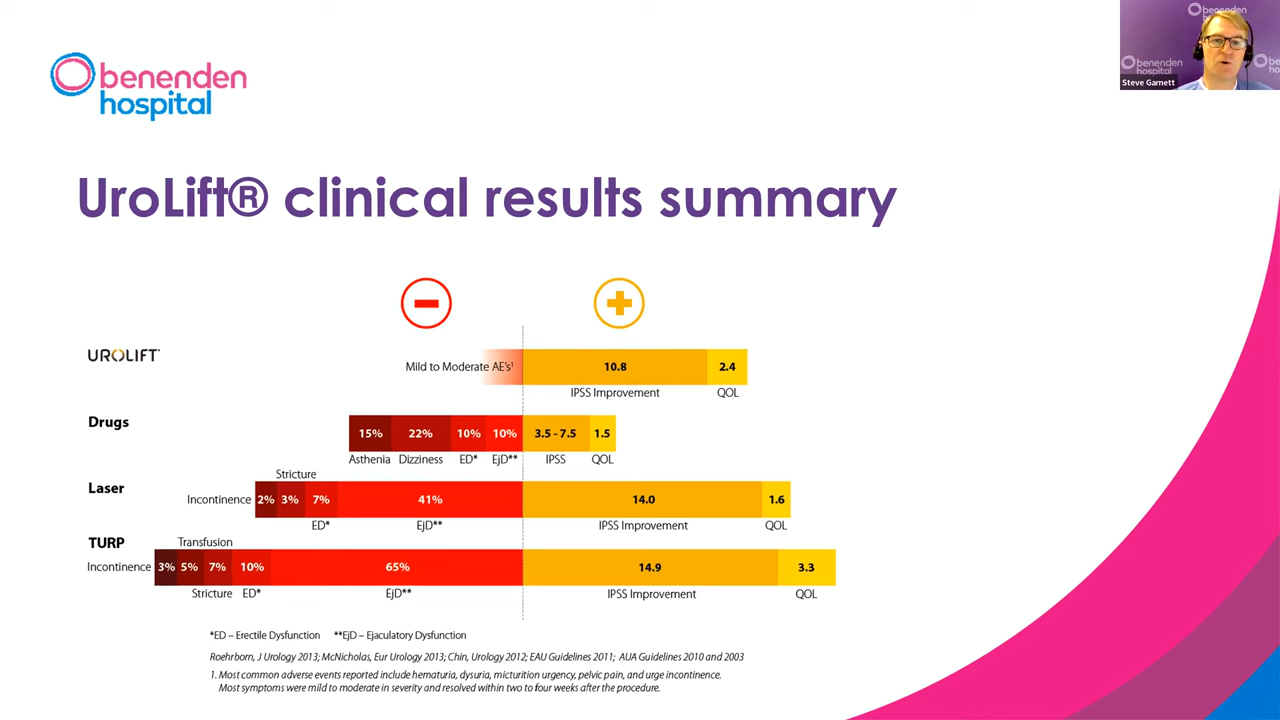 benenden
hospital
benenden
benenden
hospital
Steve Garnett
UroLift® clinical results summary
UROLIFT
Mild to Moderate AE's¹ 10.8 2.4
IPSS Improvement QOL
Drugs
15% 22% 10% 10% 3.5 - 7.5 1.5
Asthenia Dizziness ED* EjD** IPSS QOL
Stricture
Laser
Incontinence 2% 3% 7% 41% 14.0 1.6
ED* EjD** IPSS Improvement QOL
TURP Transfusion
Incontinence 3% 5% 7% 10% 65% 14.9 3.3
Stricture ED* EjD** IPSS Improvement QOL
*ED – Erectile Dysfunction **EjD – Ejaculatory Dysfunction
Roehrborn, J Urology 2013; McNicholas, Eur Urology 2013; Chin, Urology 2012; EAU Guidelines 2011; AUA Guidelines 2010 and 2003
1. Most common adverse events reported include hematuria, dysuria, micturition urgency, pelvic pain, and urge incontinence.
Most symptoms were mild to moderate in severity and resolved within two to four weeks after the procedure.